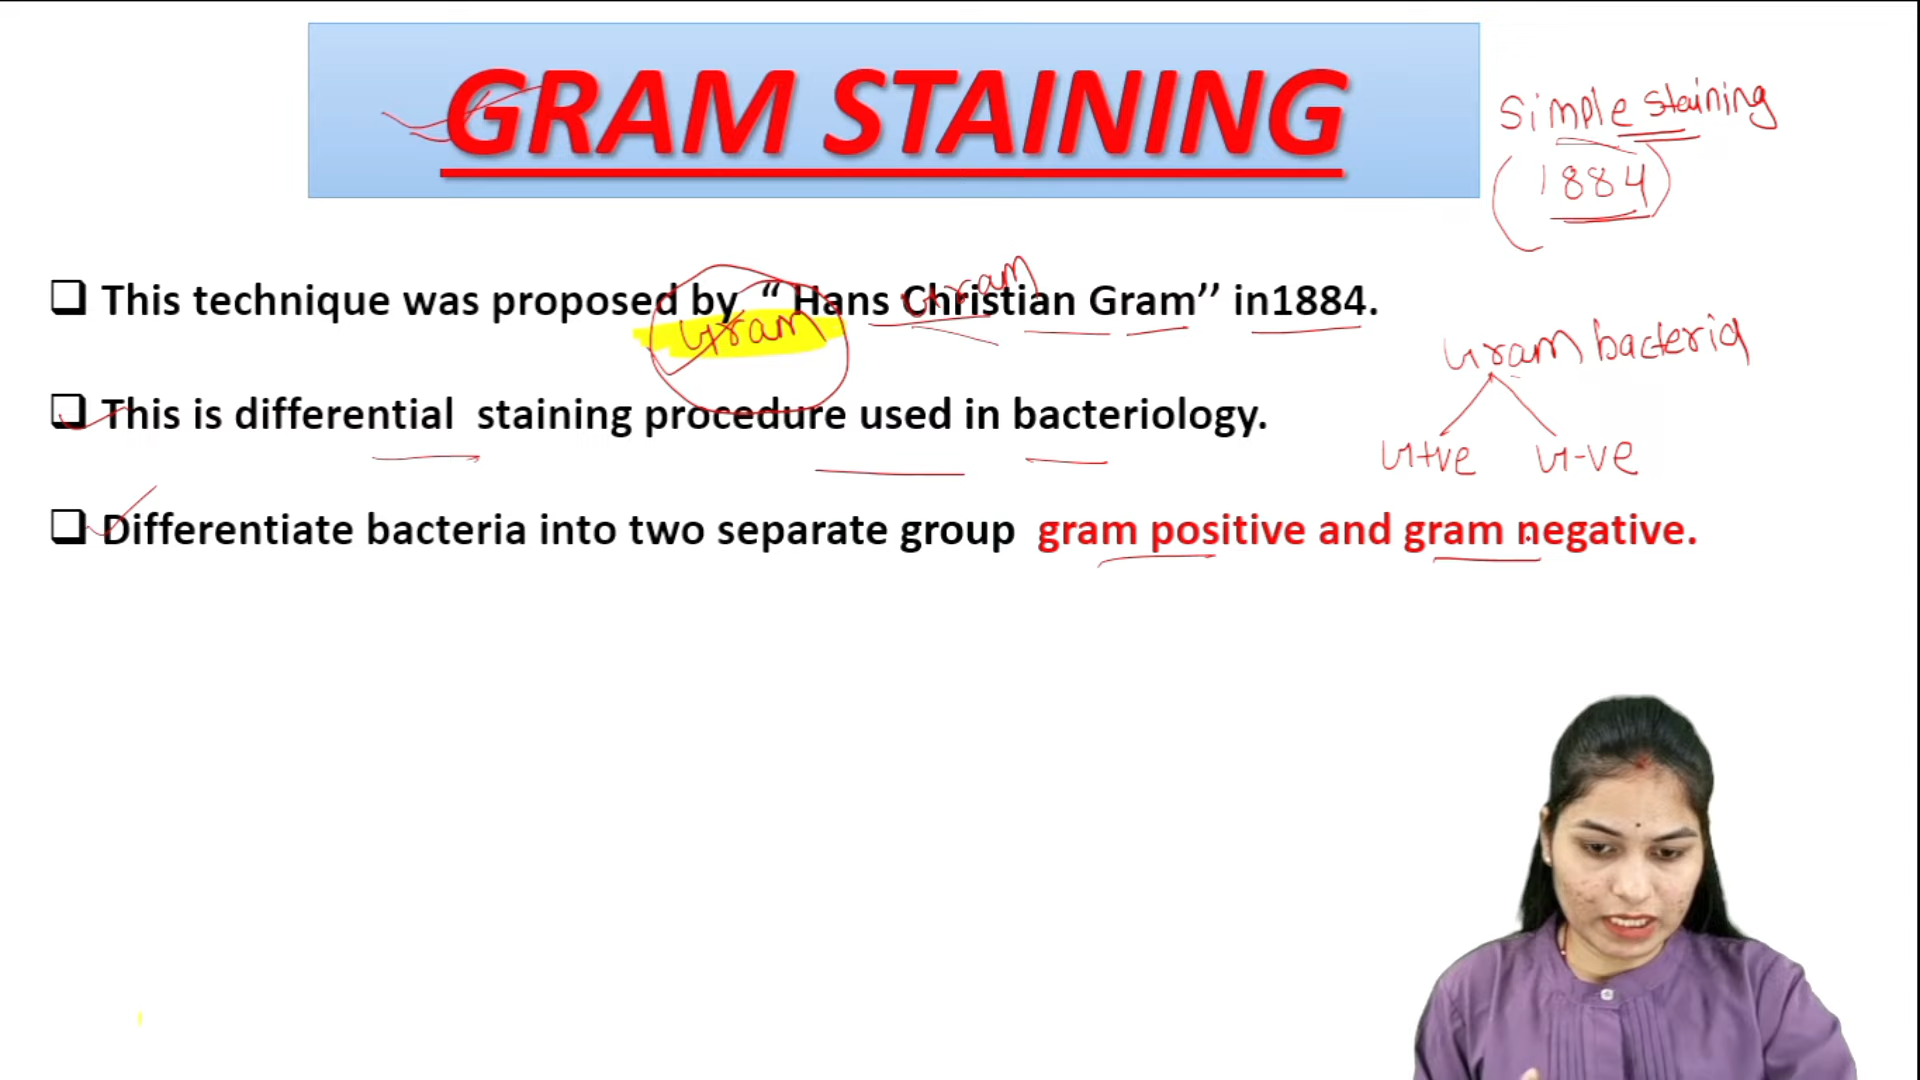 GRAM STAINING
Simple staining
(1884)
❑ This technique was proposed by “ Hans Christian Gram’’ in1884.
Gram
Gram
Gram bacteria
G+ve G-ve
❑ This is differential staining procedure used in bacteriology.
❑ Differentiate bacteria into two separate group gram positive and gram negative.